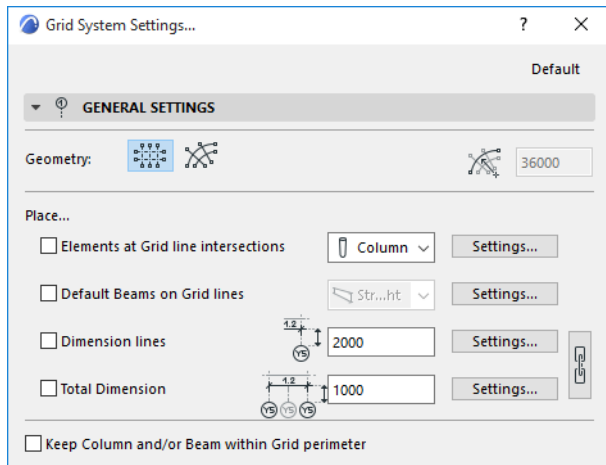 Grid System Settings... ?
Default
GENERAL SETTINGS
Geometry: 36000
Place...
Elements at Grid line intersections Column Settings...
Default Beams on Grid lines Str...ht Settings...
1.2
Dimension lines Y5 2000 Settings...
1.2
Total Dimension 1000 Settings...
Y5 Y5 Y5
Keep Column and/or Beam within Grid perimeter